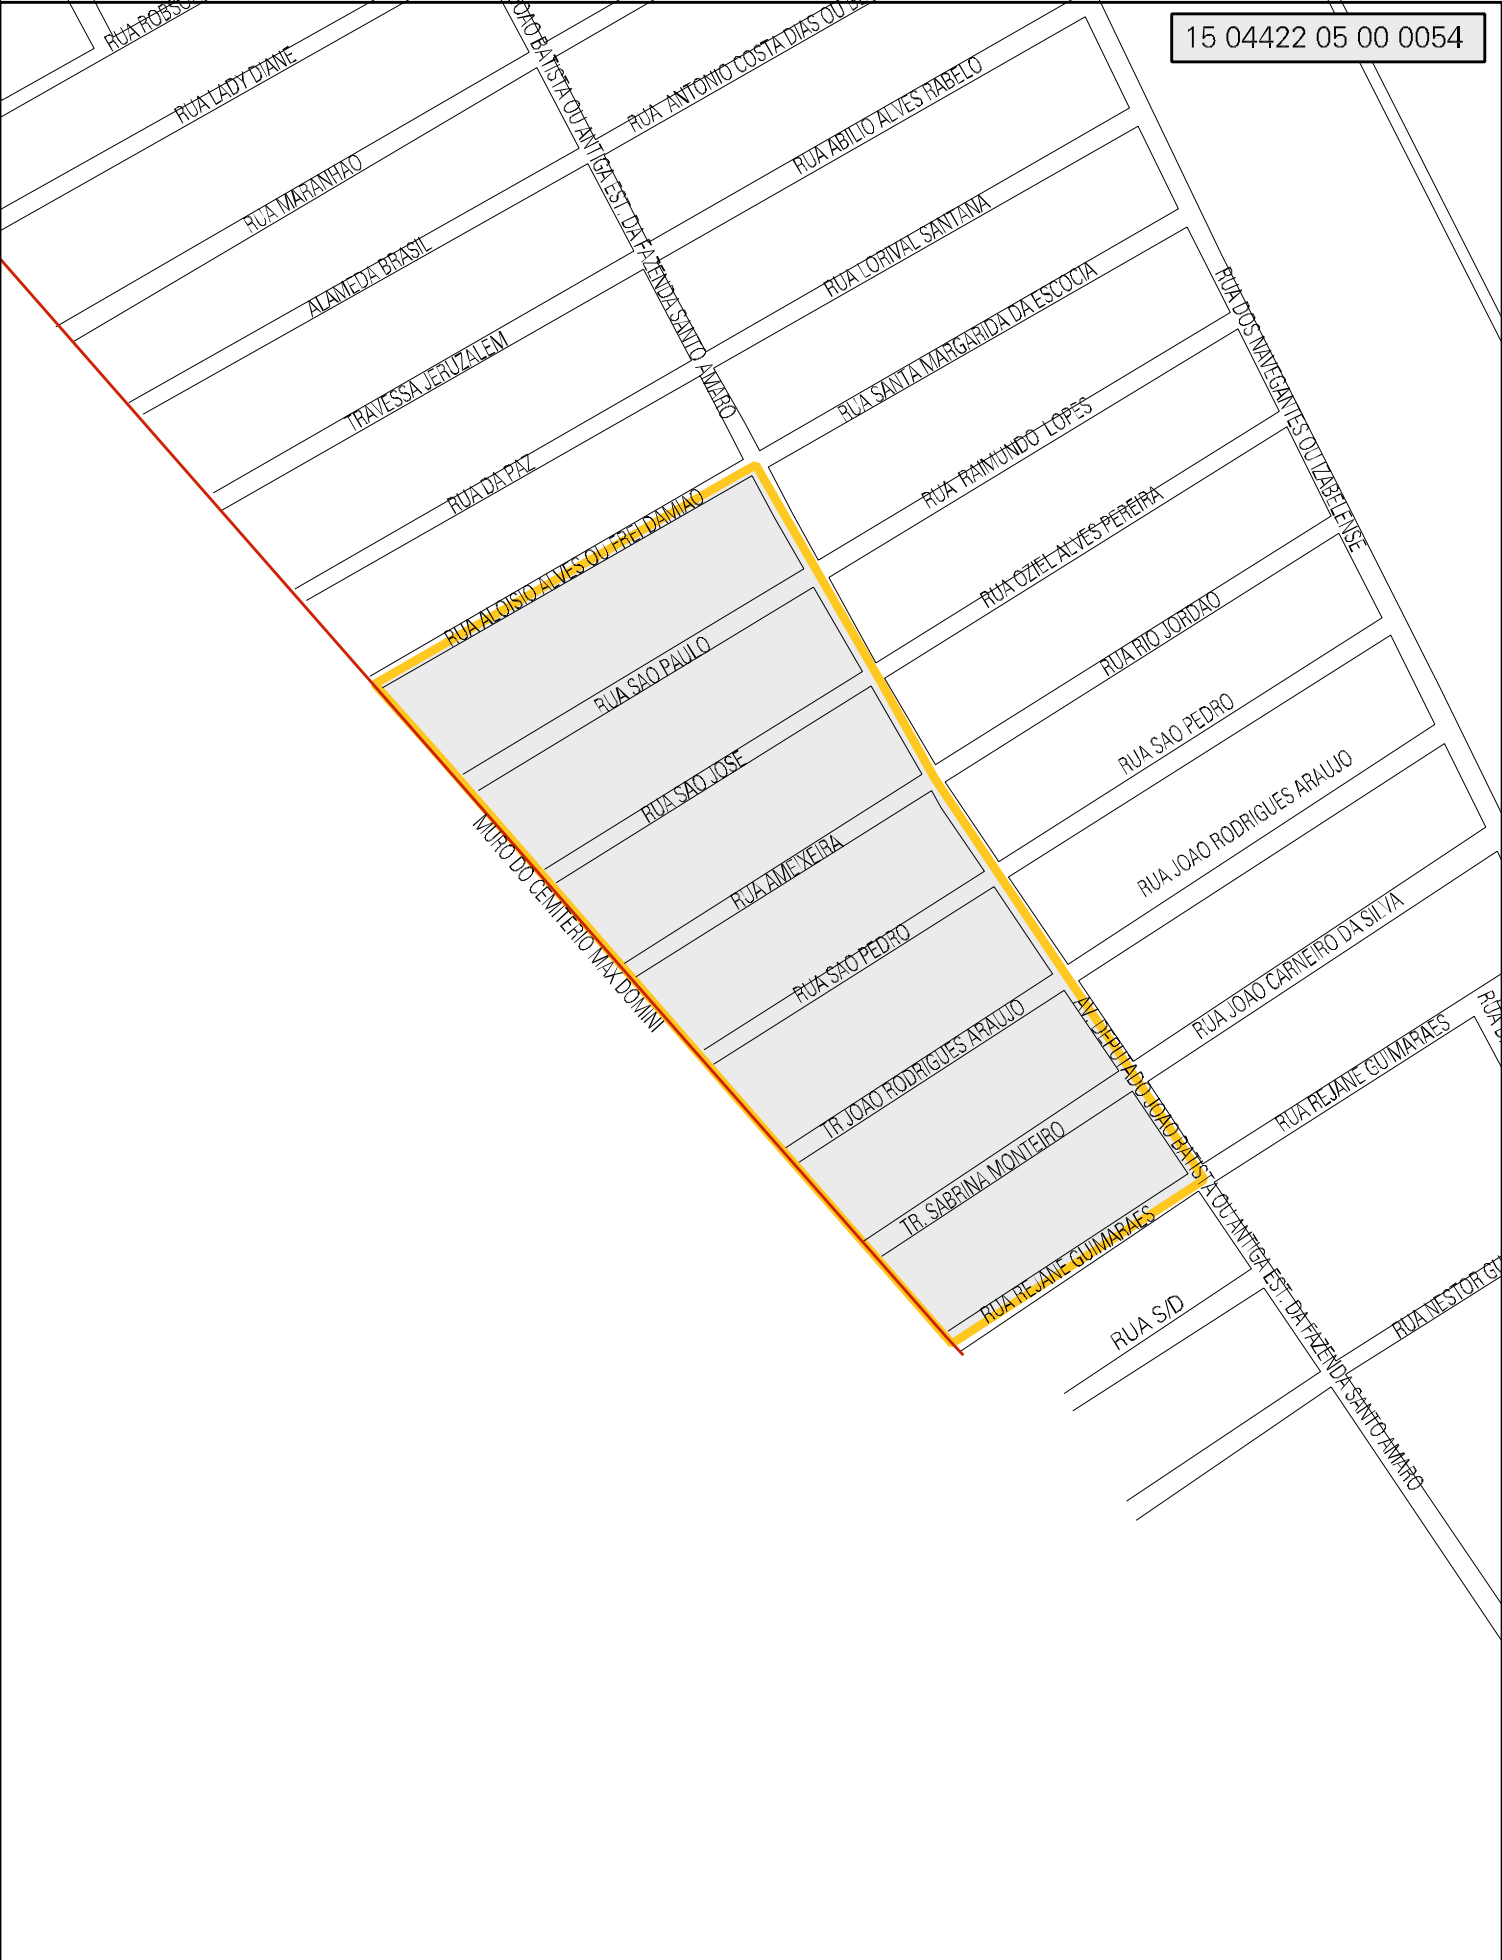 15 04422 05 00 0054
RUA LADY DIANE
RUA ANTONIO COSTA DIAS OU
RUA MARANHAO
RUA ABILIO ALVES RABELO
JOAO BATISTA OU ANTIGA EST. DA FAZENDA SANTO AMARO
ALAMEDA BRASIL
RUA LORIVAL SANTANA
TRAVESSA JERUZALEM
RUA SANTA MARGARIDA DA ESCOCIA
RUA DOS NAVEGANTES OU IZABELENSE
RUA DA PAZ
RUA RAIMUNDO LOPES
RUA ALOISIO ALVES OU FREI DAMIAO
RUA OZIEL ALVES PEREIRA
RUA SAO PAULO
RUA RIO JORDAO
RUA SAO JOSE
RUA SAO PEDRO
MURO DO CEMITERIO MAX DOMINI
RUA AMEIXEIRA
RUA JOAO RODRIGUES ARAUJO
RUA SAO PEDRO
RUA JOAO CARNEIRO DA SILVA
TR JOAO RODRIGUES ARAUJO
AV. DEPUTADO JOAO BATISTA OU ANTIGA EST. DA FAZENDA SANTO AMARO
RUA REJANE GUIMARAES
TR. SABRINA MONTEIRO
RUA REJANE GUIMARAES
RUA S/D
RUA NESTOR